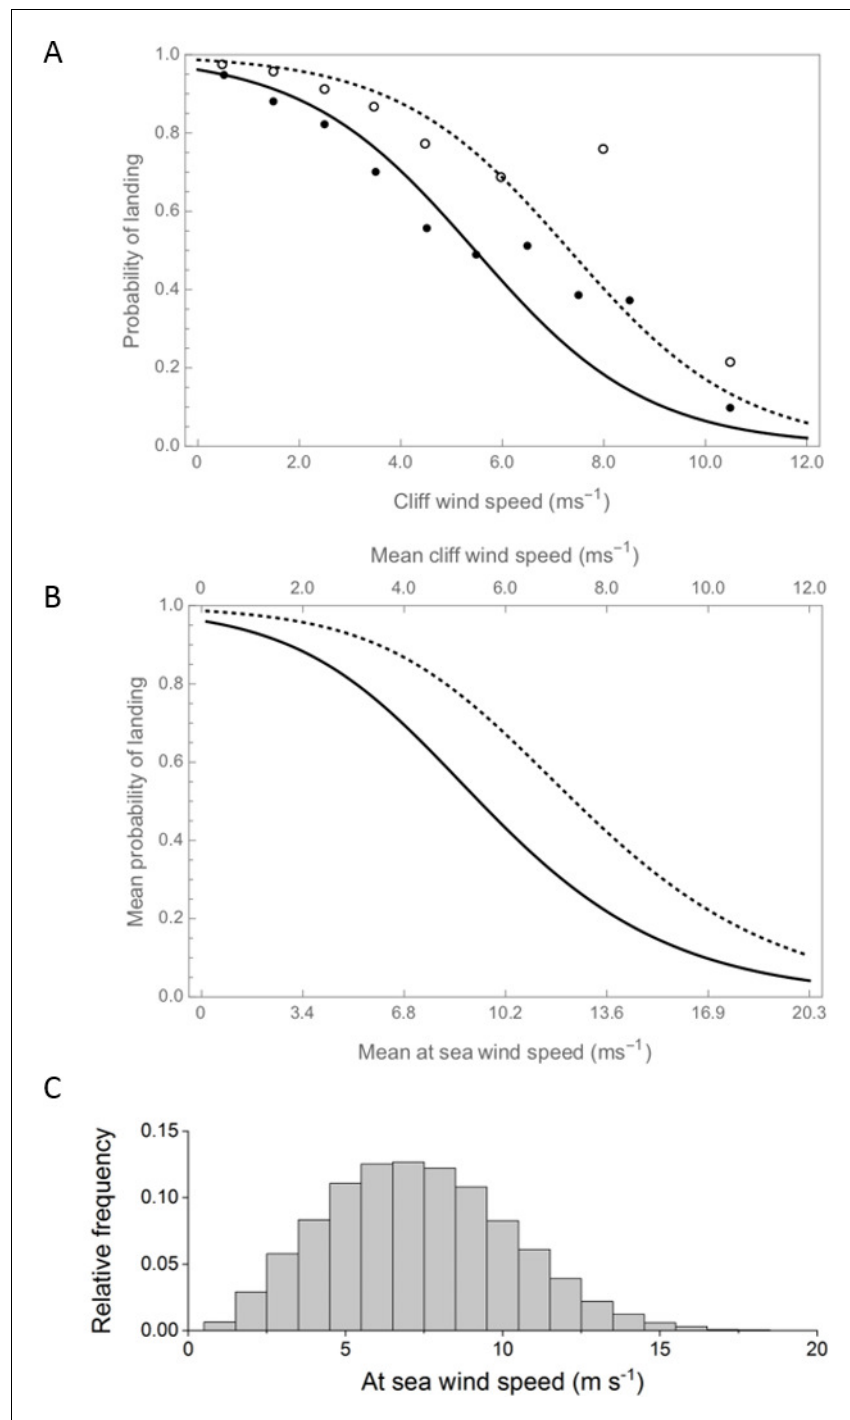 A
1.0
0.8
0.6
0.4
0.2
0.0
Probability of landing
0 2.0 4.0 6.0 8.0 10.0 12.0
Cliff wind speed (ms⁻¹)
B
Mean cliff wind speed (ms⁻¹)
0 2.0 4.0 6.0 8.0 10.0 12.0
1.0
0.8
0.6
0.4
0.2
0.0
Mean probability of landing
0 3.4 6.8 10.2 13.6 16.9 20.3
Mean at sea wind speed (ms⁻¹)
C
0.15
0.10
0.05
0.00
Relative frequency
0 5 10 15 20
At sea wind speed (m s⁻¹)